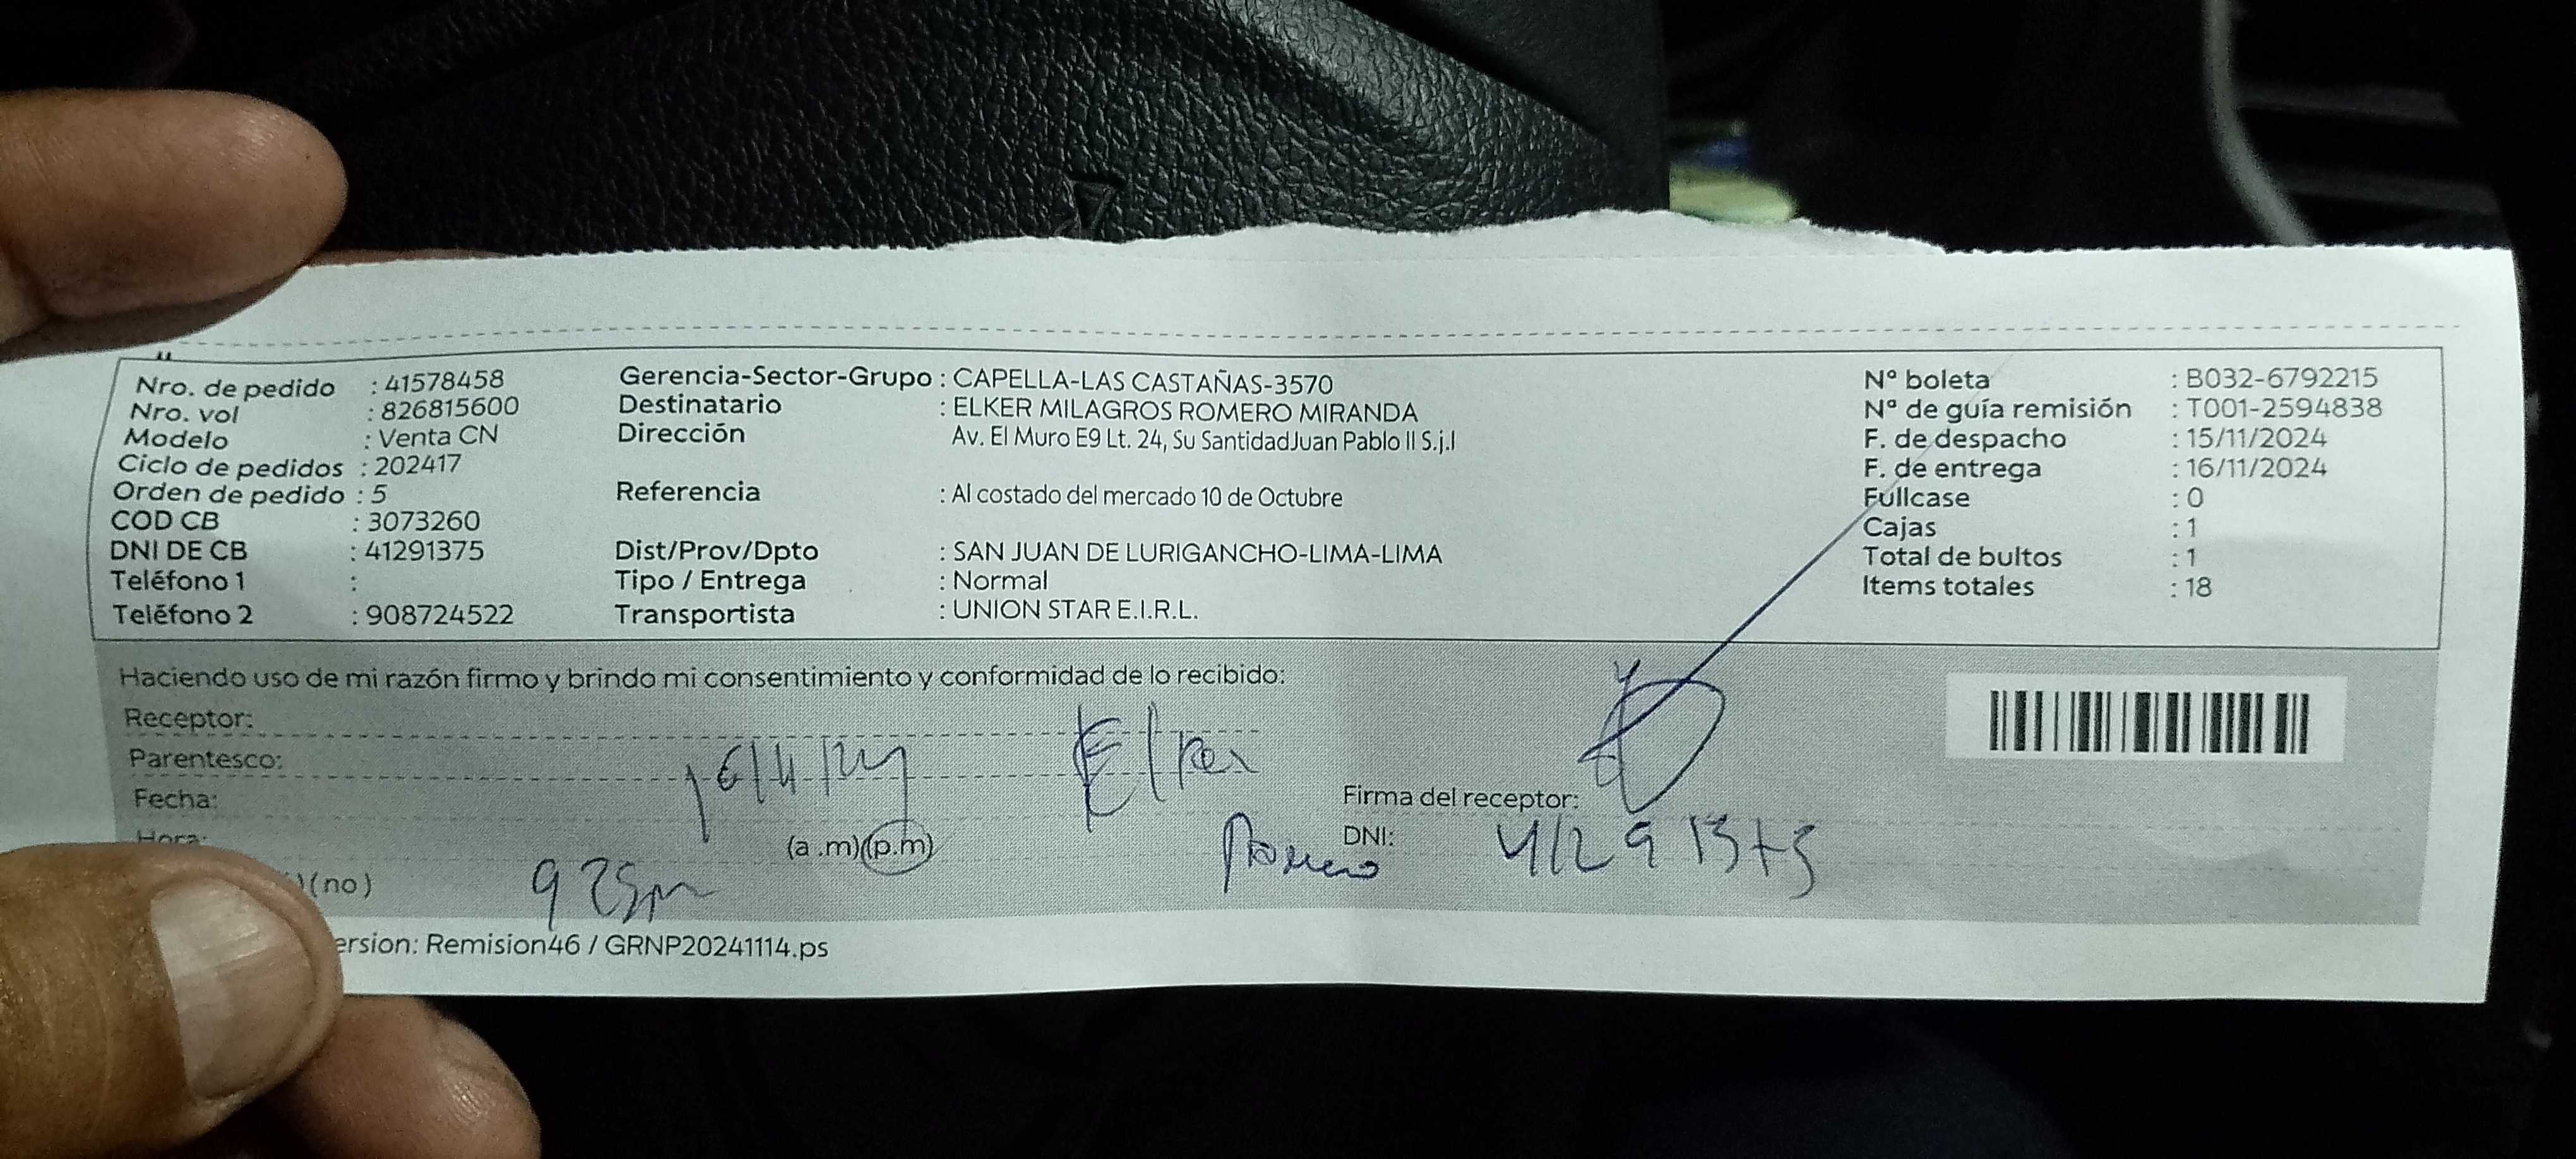 Nro. de pedido : 41578458
Nro. vol : 826815600
Modelo : Venta CN
Ciclo de pedidos : 202417
Orden de pedido : 5
COD CB : 3073260
DNI DE CB : 41291375
Teléfono 1 :
Teléfono 2 : 908724522
Gerencia-Sector-Grupo : CAPELLA-LAS CASTAÑAS-3570
Destinatario : ELKER MILAGROS ROMERO MIRANDA
Dirección Av. El Muro E9 Lt. 24, Su SantidadJuan Pablo II S.j.l
Referencia : Al costado del mercado 10 de Octubre
Dist/Prov/Dpto : SAN JUAN DE LURIGANCHO-LIMA-LIMA
Tipo / Entrega : Normal
Transportista : UNION STAR E.I.R.L.
N° boleta : B032-6792215
Nª de guía remisión : T001-2594838
F. de despacho : 15/11/2024
F. de entrega : 16/11/2024
Fullcase : 0
Cajas : 1
Total de bultos : 1
Items totales : 18
Haciendo uso de mi razón firmo y brindo mi consentimiento y conformidad de lo recibido:
Receptor:
Parentesco: Elker
Fecha:
Hora: (a .m)(p.m)
)(no)
Firma del receptor:
Romero DNI:
ersion: Remision46 / GRNP20241114.ps